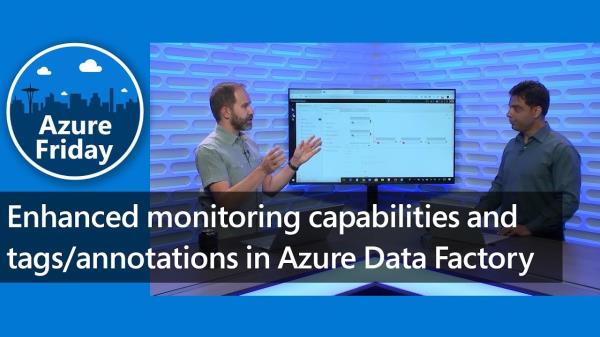 Azure
Friday
Enhanced monitoring capabilities and
tags/annotations in Azure Data Factory